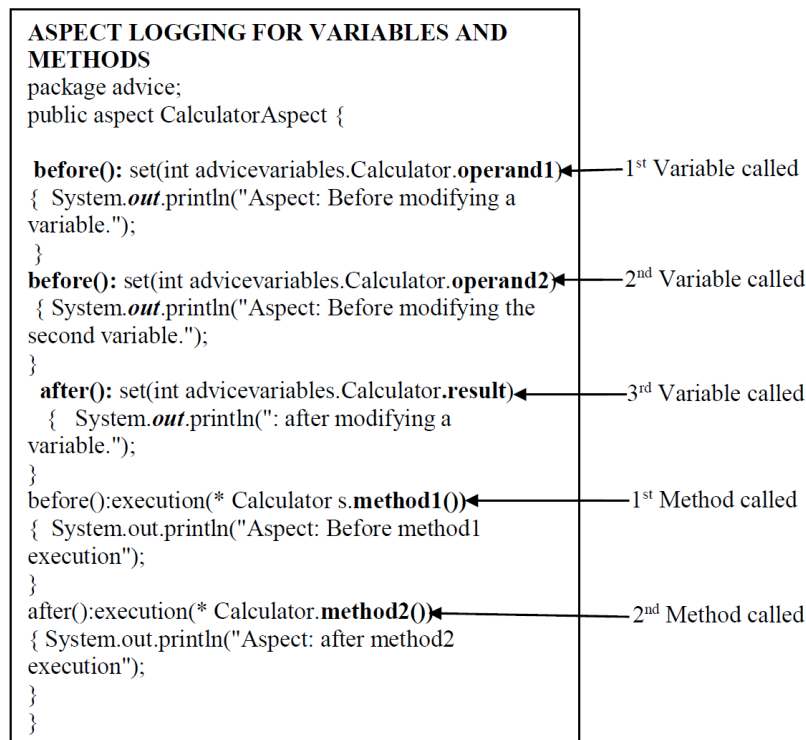 ASPECT LOGGING FOR VARIABLES AND
METHODS
package advice;
public aspect CalculatorAspect {
before(): set(int advicevariables.Calculator.operand1)
1st Variable called
{ System.out.println("Aspect: Before modifying a
variable.");
}
before(): set(int advicevariables.Calculator.operand2)
2nd Variable called
{ System.out.println("Aspect: Before modifying the
second variable.");
}
after(): set(int advicevariables.Calculator.result)
3rd Variable called
{ System.out.println(": after modifying a
variable.");
}
before():execution(* Calculator s.method1())
1st Method called
{ System.out.println("Aspect: Before method1
execution");
}
after():execution(* Calculator.method2())
2nd Method called
{ System.out.println("Aspect: after method2
execution");
}
}